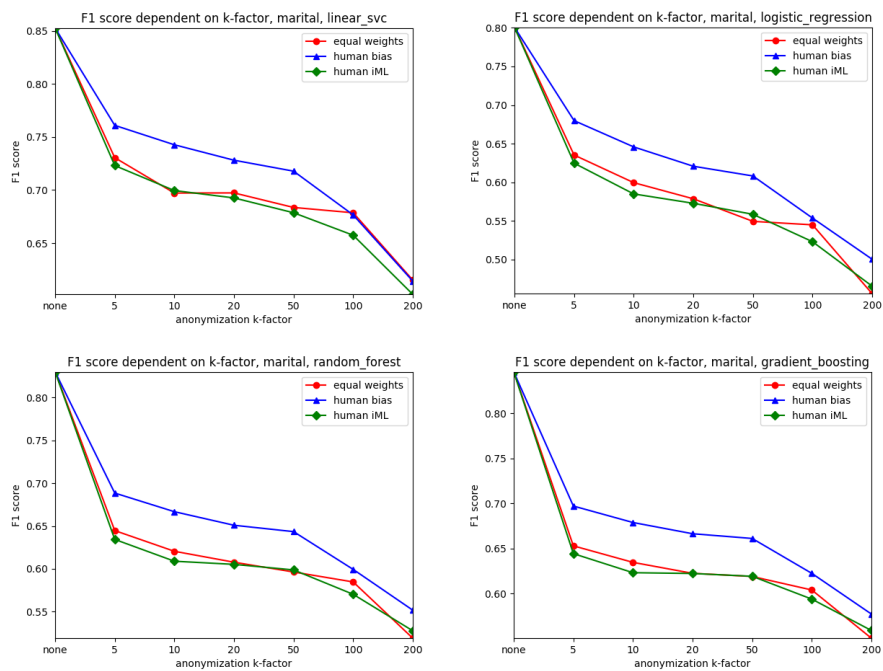 F1 score dependent on k-factor, marital, linear_svc
equal weights
human bias
human iML
0.85
0.80
0.75
0.70
0.65
F1 score
none 5 10 20 50 100 200
anonymization k-factor
F1 score dependent on k-factor, marital, logistic_regression
equal weights
human bias
human iML
0.80
0.75
0.70
0.65
0.60
0.55
0.50
F1 score
none 5 10 20 50 100 200
anonymization k-factor
F1 score dependent on k-factor, marital, random_forest
equal weights
human bias
human iML
0.80
0.75
0.70
0.65
0.60
0.55
F1 score
none 5 10 20 50 100 200
anonymization k-factor
F1 score dependent on k-factor, marital, gradient_boosting
equal weights
human bias
human iML
0.80
0.75
0.70
0.65
0.60
F1 score
none 5 10 20 50 100 200
anonymization k-factor